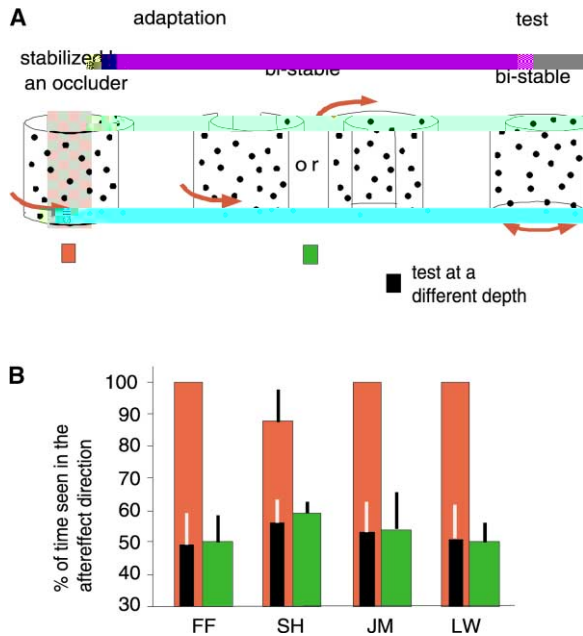 A
adaptation
test
stabilized
an occluder
bi-stable
bi-stable
or
test at a
different depth
B
% of time seen in the
aftereffect direction
100
90
80
70
60
50
40
30
FF
SH
JM
LW